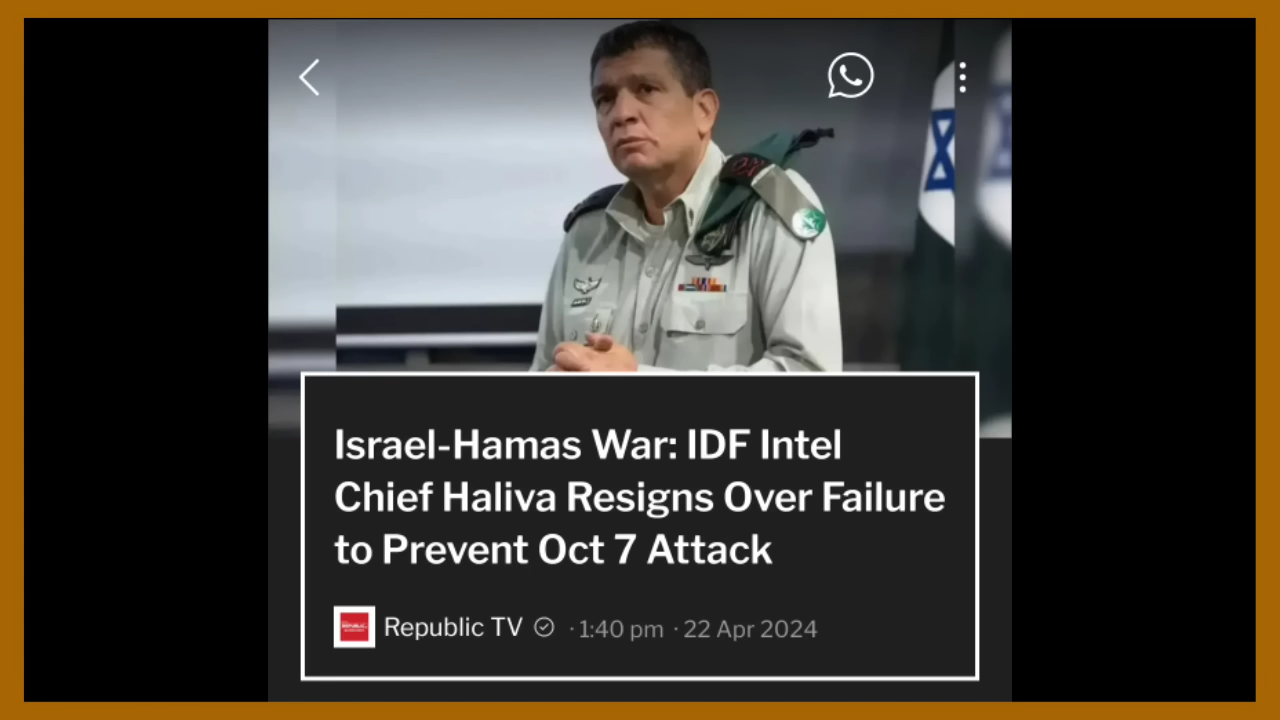 Israel-Hamas War: IDF Intel
Chief Haliva Resigns Over Failure
to Prevent Oct 7 Attack
Republic TV · 1:40 pm · 22 Apr 2024